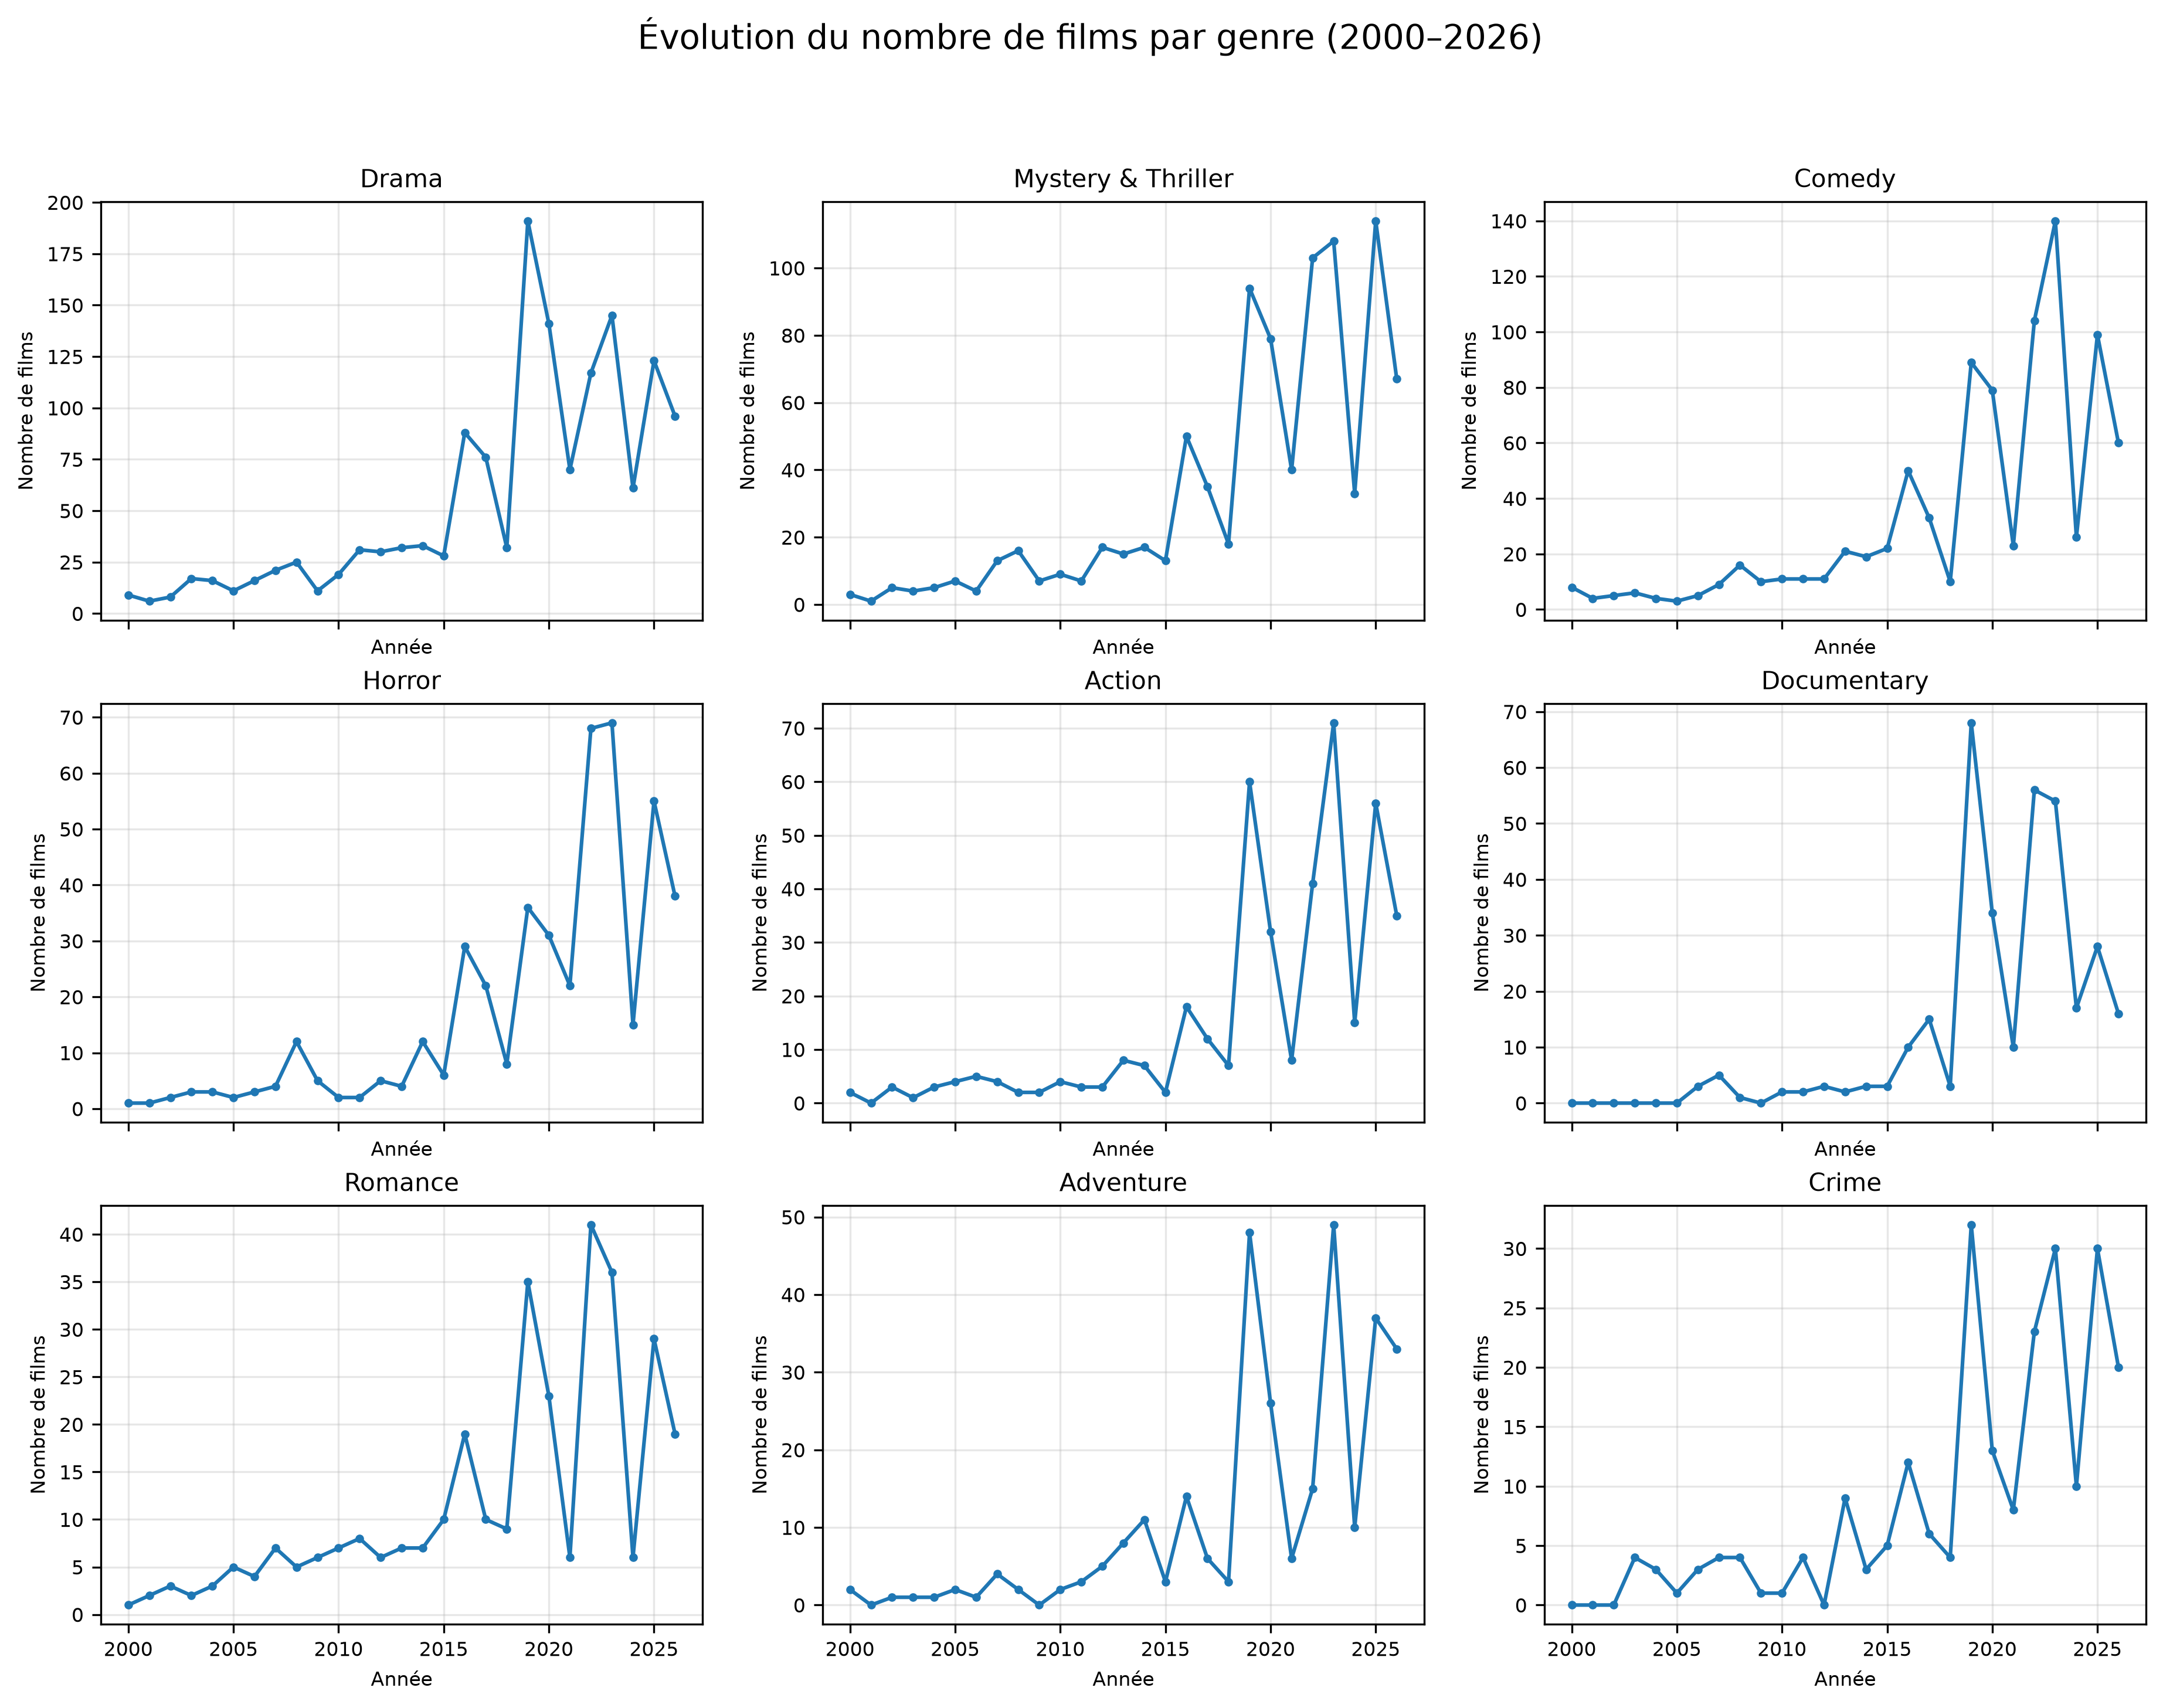 Évolution du nombre de films par genre (2000–2026)
Drama
200
175
150
125
100
75
50
25
0
Nombre de films
Année
Mystery & Thriller
100
80
60
40
20
0
Nombre de films
Année
Comedy
140
120
100
80
60
40
20
0
Nombre de films
Année
Horror
70
60
50
40
30
20
10
0
Nombre de films
Année
Action
70
60
50
40
30
20
10
0
Nombre de films
Année
Documentary
70
60
50
40
30
20
10
0
Nombre de films
Année
Romance
40
35
30
25
20
15
10
5
0
Nombre de films
2000 2005 2010 2015 2020 2025
Année
Adventure
50
40
30
20
10
0
Nombre de films
2000 2005 2010 2015 2020 2025
Année
Crime
30
25
20
15
10
5
0
Nombre de films
2000 2005 2010 2015 2020 2025
Année